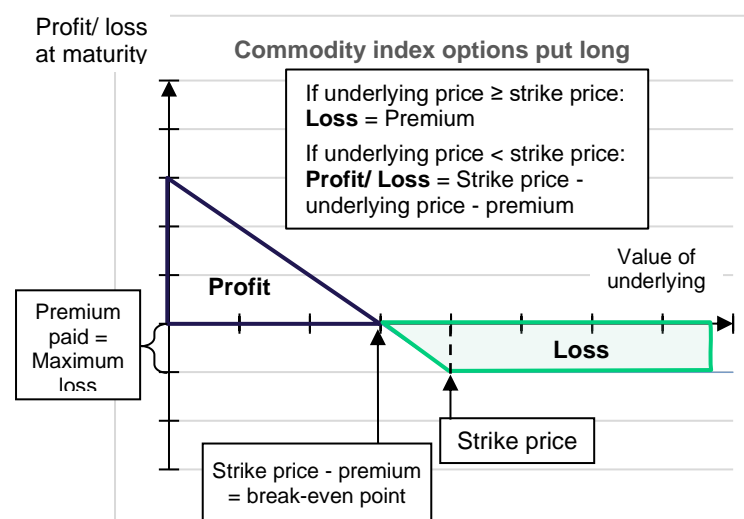 Profit/ loss
at maturity
Commodity index options put long
If underlying price ≥ strike price:
Loss = Premium
If underlying price < strike price:
Profit/ Loss = Strike price -
underlying price - premium
Value of
underlying
Profit
Premium
paid =
Maximum
loss
Loss
Strike price
Strike price - premium
= break-even point